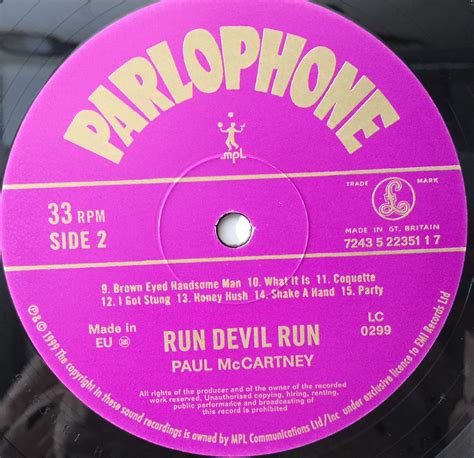 PARLOPHONE
MPL
TRADE MARK
£
33 RPM
SIDE 2
MADE IN GT. BRITAIN
7243 5 22351 1 7
9. Brown Eyed Handsome Man 10. What it Is 11. Coquette
12. I Got Stung 13. Honey Hush 14. Shake A Hand 15. Party
Made in
EU
RUN DEVIL RUN
PAUL McCARTNEY
LC
0299
All rights of the producer and of the owner of the recorded
work reserved. Unauthorised copying, hiring, renting,
public performance and broadcasting of
this record is prohibited
℗&© 1999 The copyright in these sound recordings is owned by MPL Communications Ltd/Inc under exclusive licence to EMI Records Ltd